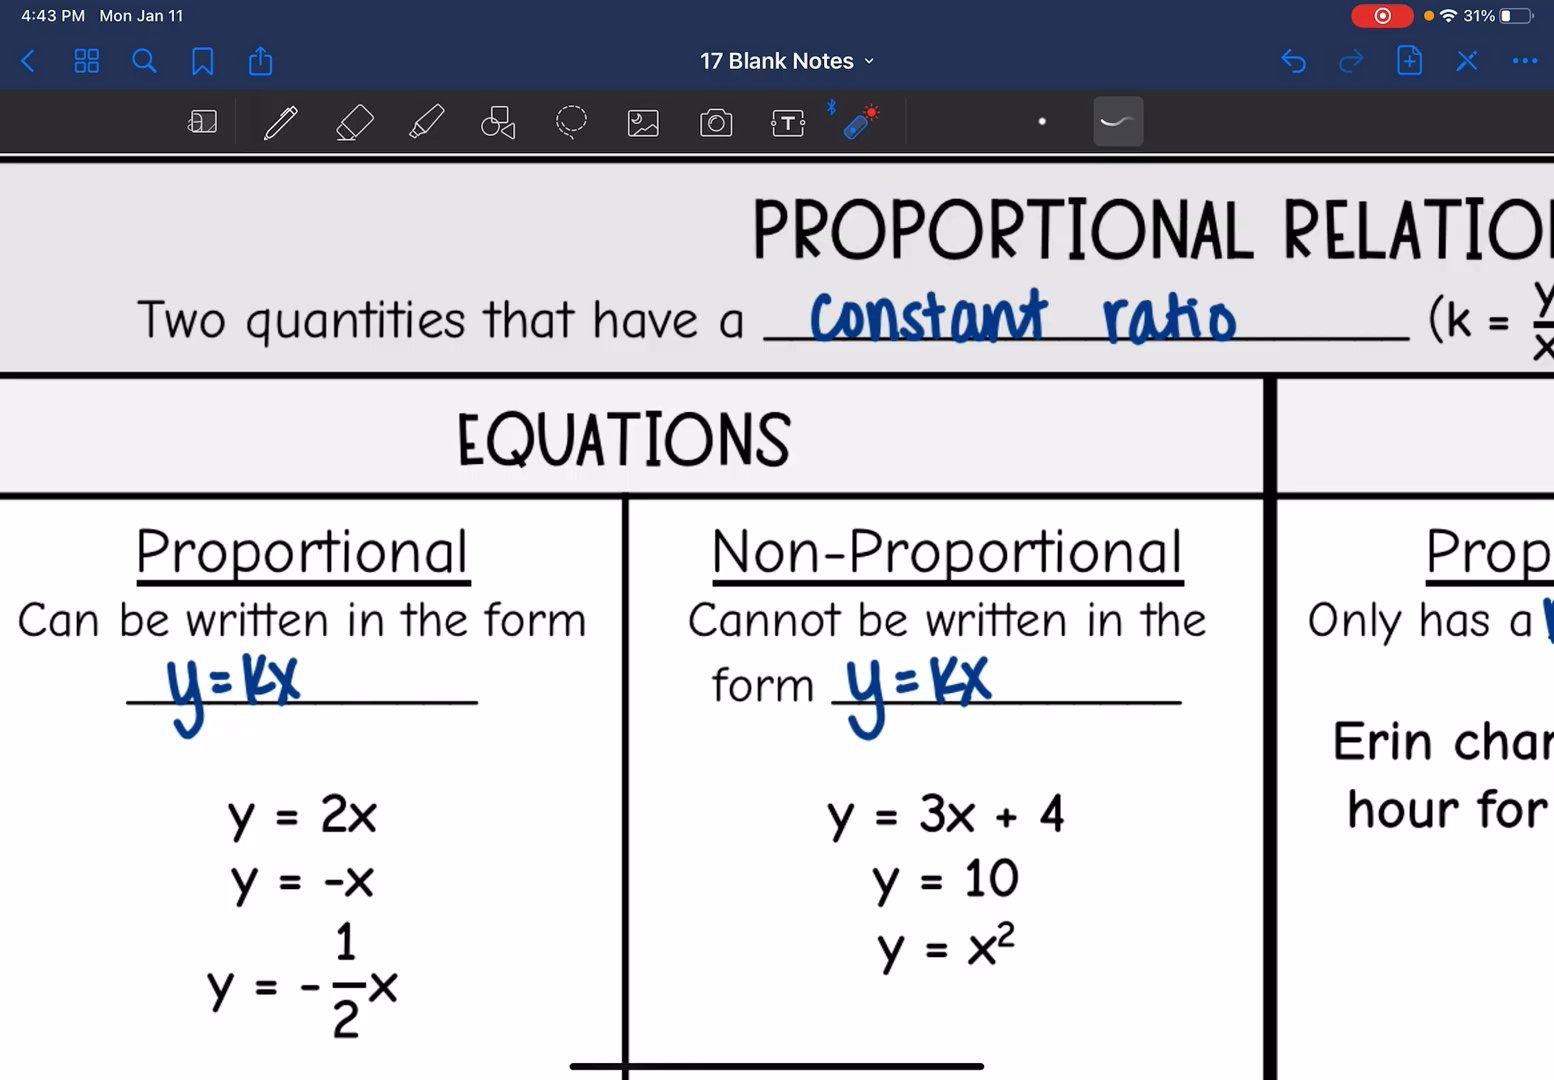 4:43 PM Mon Jan 11
31%
17 Blank Notes
T
PROPORTIONAL RELATIO
Two quantities that have a constant ratio (k = y/x
EQUATIONS
Proportional
Can be written in the form
y=kx
y = 2x
y = -x
y = -1/2x
Non-Proportional
Cannot be written in the
form y=kx
y = 3x + 4
y = 10
y = x²
Prop
Only has a
Erin char
hour for